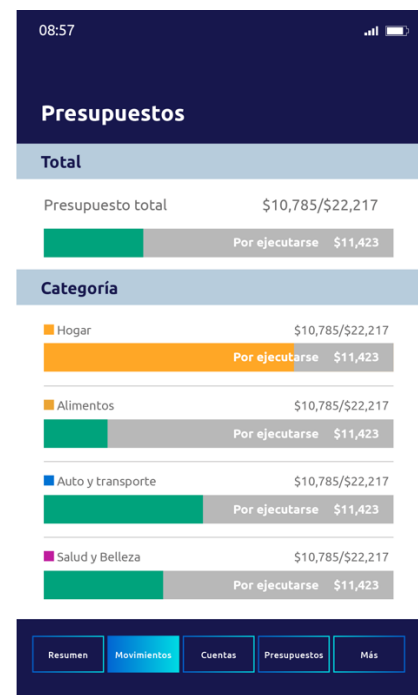 08:57
Presupuestos
Total
Presupuesto total $10,785/$22,217
Por ejecutarse $11,423
Categoría
Hogar $10,785/$22,217
Por ejecutarse $11,423
Alimentos $10,785/$22,217
Por ejecutarse $11,423
Auto y transporte $10,785/$22,217
Por ejecutarse $11,423
Salud y Belleza $10,785/$22,217
Por ejecutarse $11,423
Resumen Movimientos Cuentas Presupuestos Más